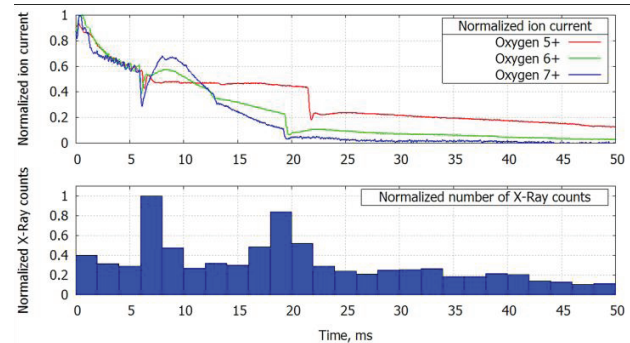 Normalized ion current
Normalized ion current
Oxygen 5+
Oxygen 6+
Oxygen 7+
1
0.8
0.6
0.4
0.2
0
0 5 10 15 20 25 30 35 40 45 50
Normalized X-Ray counts
Normalized number of X-Ray counts
1
0.8
0.6
0.4
0.2
0
0 5 10 15 20 25 30 35 40 45 50
Time, ms